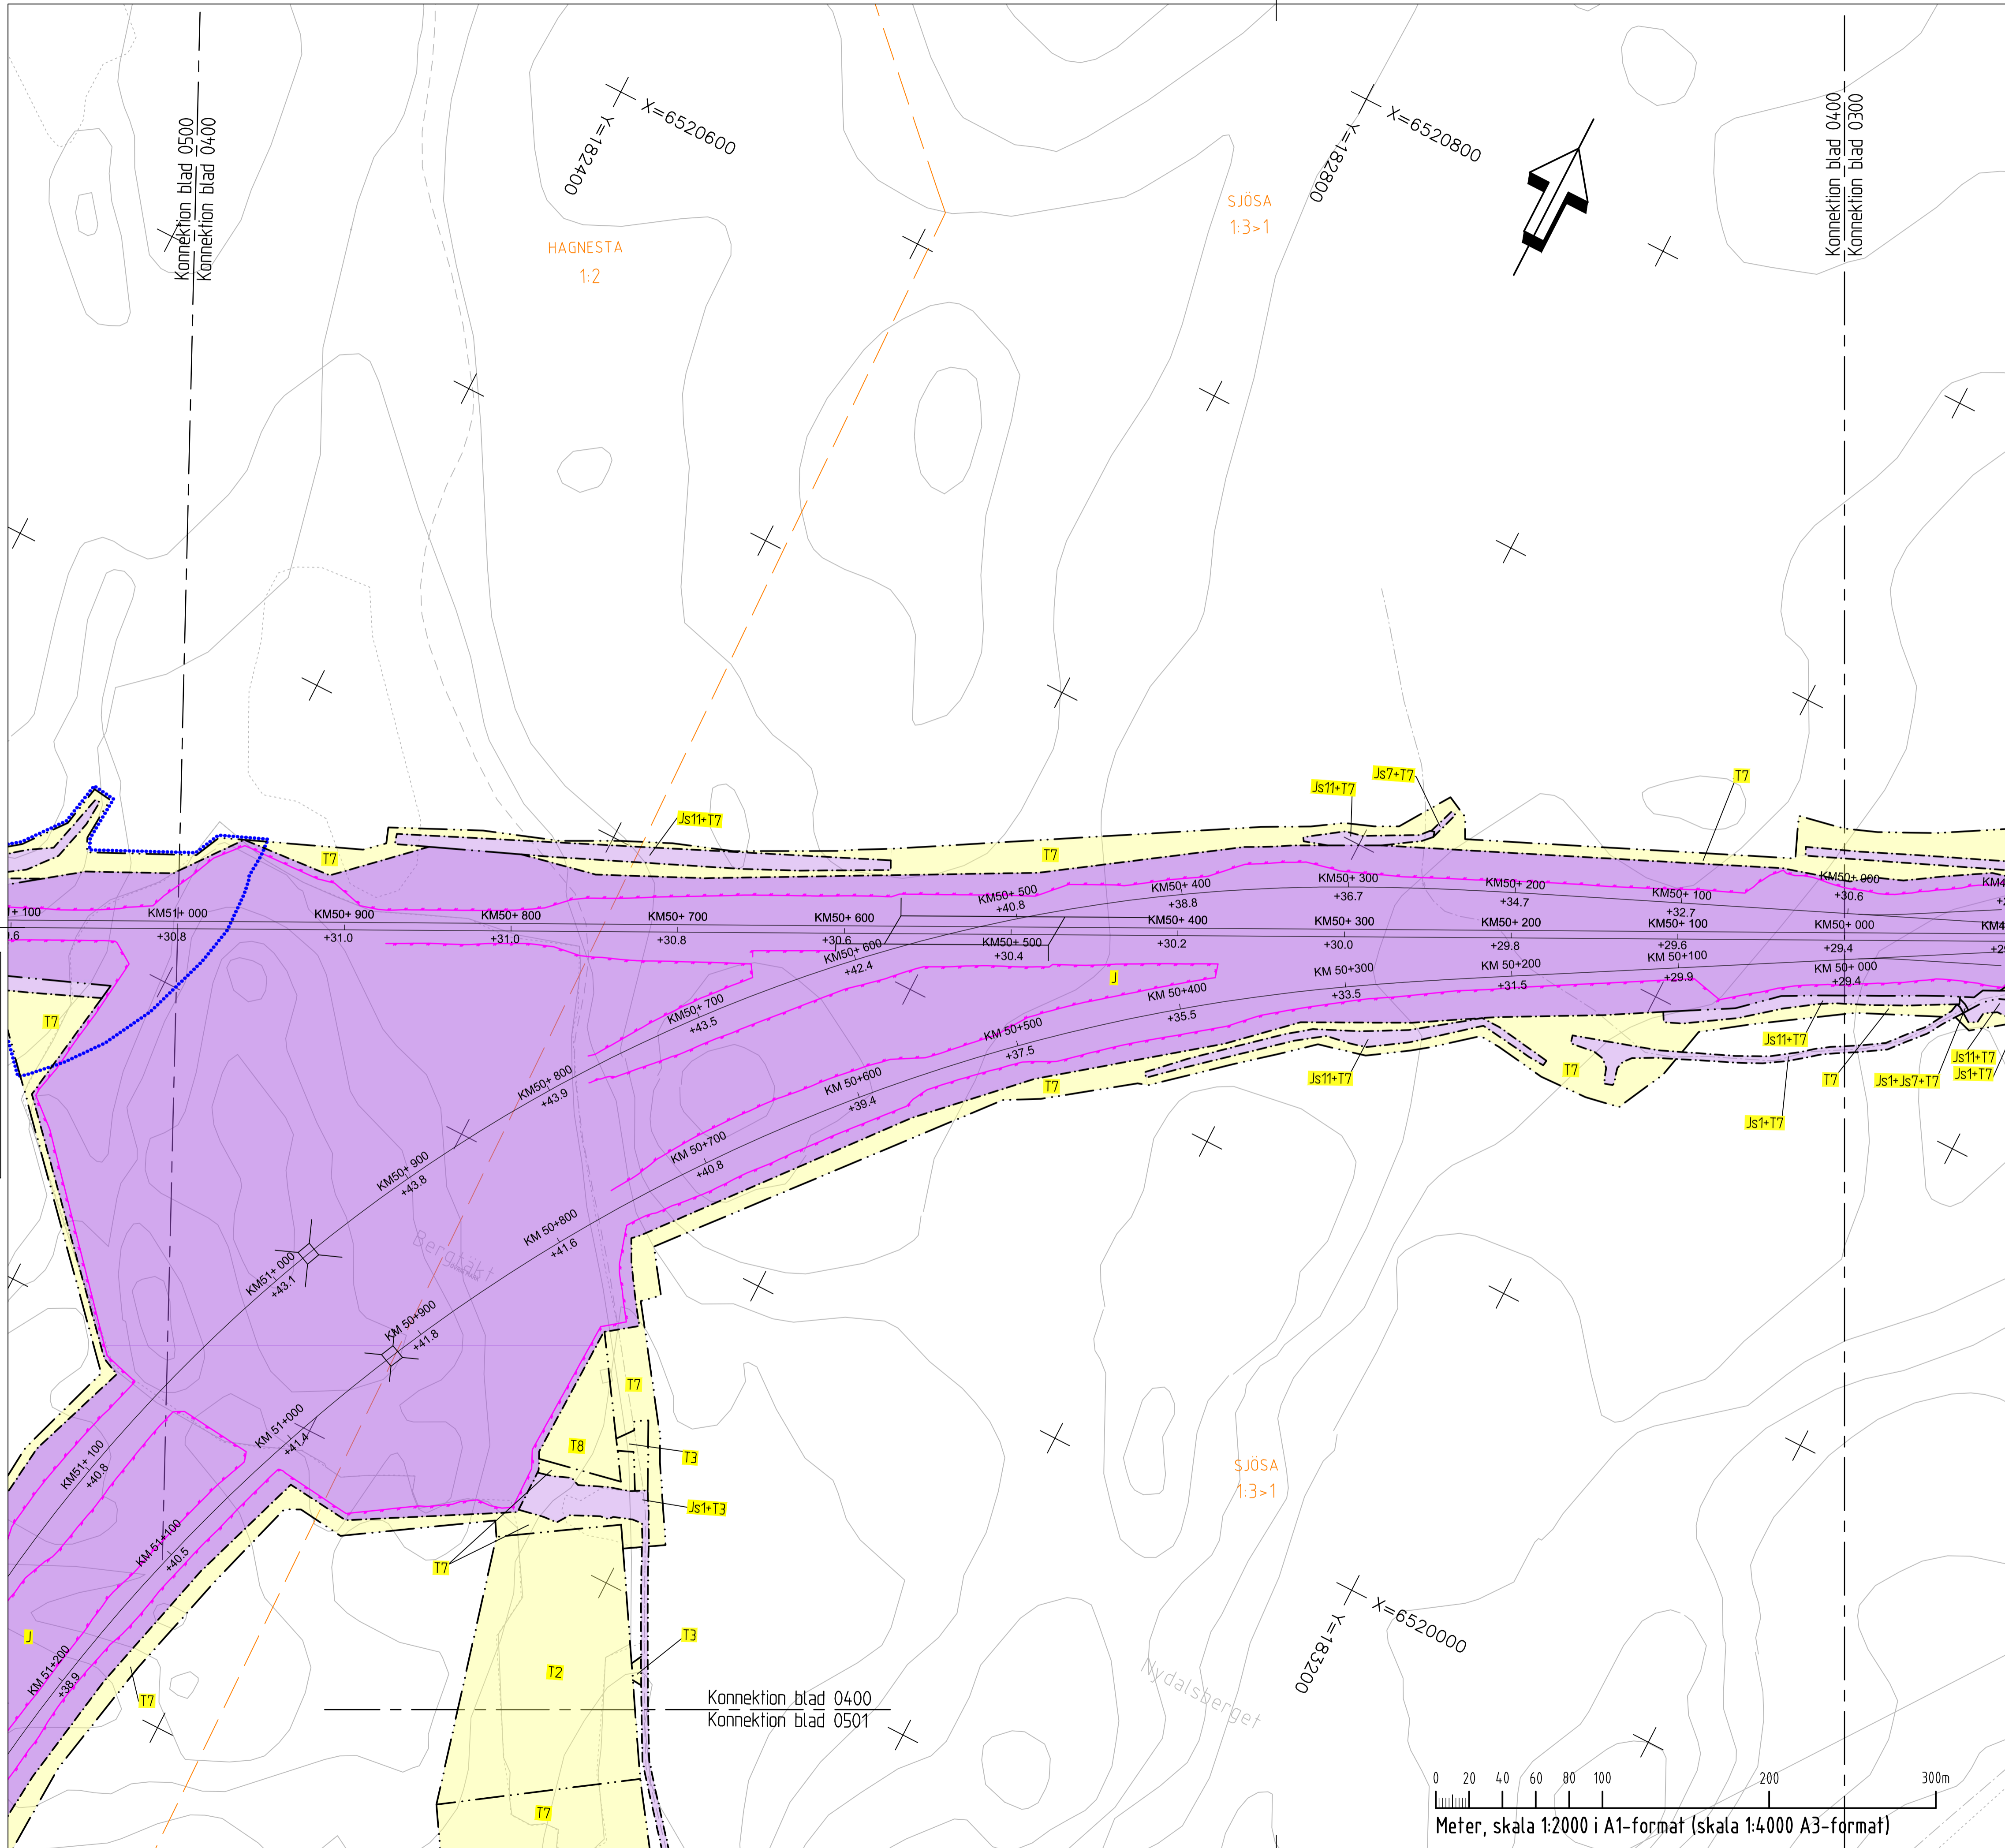 Konnektion blad 0500
Konnektion blad 0400
Y=182400
X=6520600
Y=182800
X=6520800
Konnektion blad 0400
Konnektion blad 0300
HAGNESTA
1:2
SJÖSA
1:3>1
Js11+T7
Js7+T7
T7
Js11+T7
T7
T7
KM50+ 500
+40.8
KM50+ 400
+38.8
KM50+ 300
+36.7
KM50+ 200
+34.7
KM50+ 100
+32.7
KM50+ 000
+30.6
+ 100
KM51+ 000
+30.8
KM50+ 900
+31.0
KM50+ 800
+31.0
KM50+ 700
+30.8
KM50+ 600
+30.6
KM50+ 500
+30.4
KM50+ 400
+30.2
KM50+ 300
+30.0
KM50+ 200
+29.8
KM50+ 100
+29.6
KM50+ 000
+29.4
KM50+ 600
+42.4
KM50+ 700
+43.5
KM50+ 800
+43.9
KM50+ 900
+43.8
KM51+ 000
+43.1
KM51+ 100
+40.8
J
KM 50+000
+29.4
KM 50+100
+29.9
KM 50+200
+31.5
KM 50+300
+33.5
KM 50+400
+35.5
KM 50+500
+37.5
KM 50+600
+39.4
KM 50+700
+40.8
KM 50+800
+41.6
KM 50+900
+41.8
KM 51+000
+41.4
KM 51+100
+40.5
KM 51+200
+38.9
T7
T7
Js11+T7
T7
Js11+T7
T7
Js1+T7
Js1+Js7+T7
Js11+T7
Js1+T7
Bergtäkt
T7
T8
T3
Js1+T3
T7
SJÖSA
1:3>1
J
T7
T2
T3
Konnektion blad 0400
Konnektion blad 0501
T7
Nydalsberget
Y=183200
X=6520000
0 20 40 60 80 100 200 300m
Meter, skala 1:2000 i A1-format (skala 1:4000 A3-format)